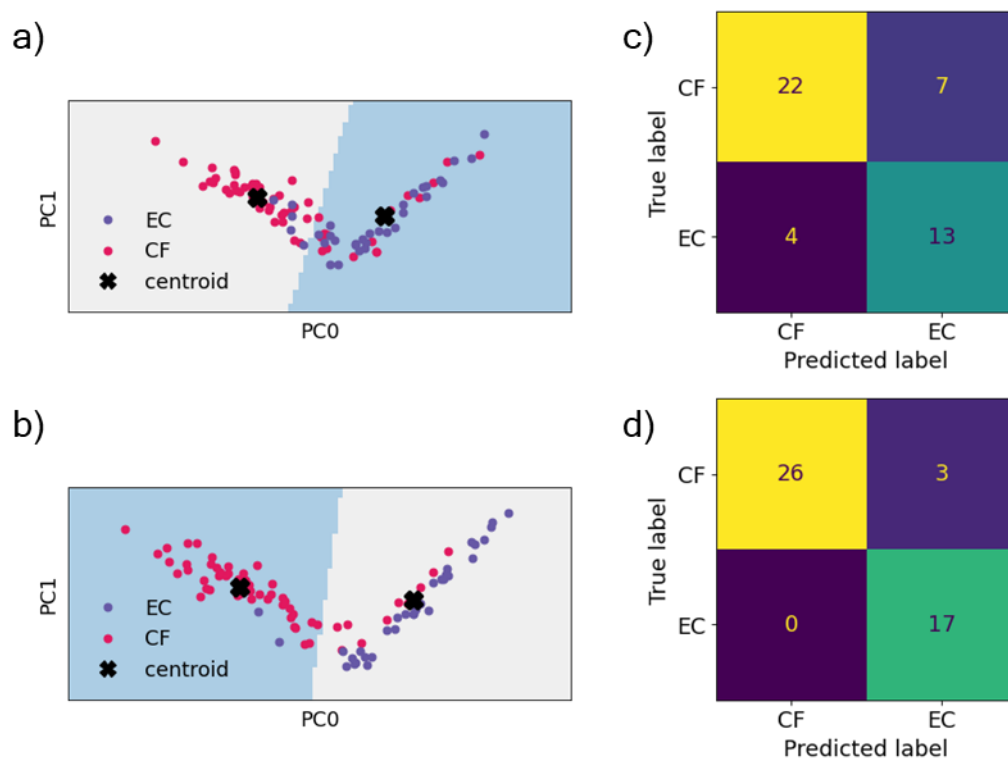 a)
PC1
EC
CF
centroid
PC0
b)
PC1
EC
CF
centroid
PC0
c)
True label
CF
22 7
EC
4 13
CF EC
Predicted label
d)
True label
CF
26 3
EC
0 17
CF EC
Predicted label